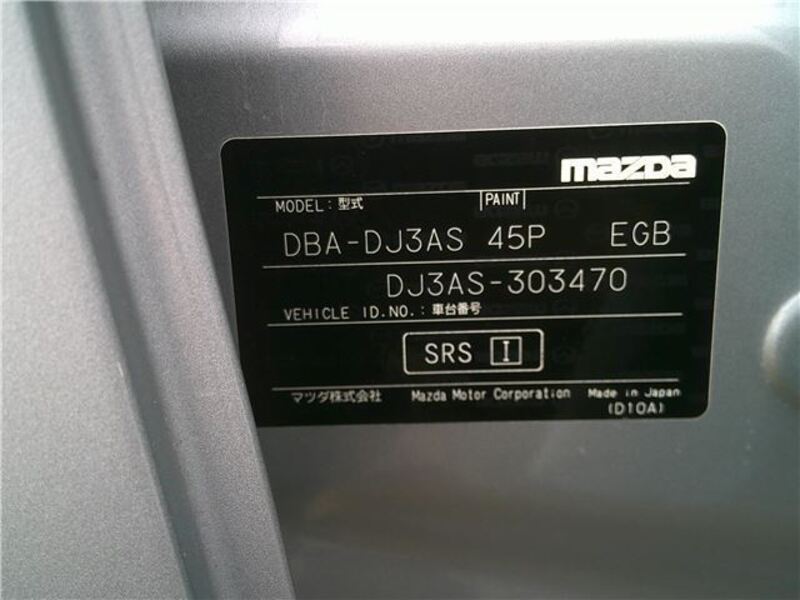 mazda
MODEL: 型式 PAINT
DBA-DJ3AS 45P EGB
DJ3AS-303470
VEHICLE ID.NO.: 車台番号
SRS I
マツダ株式会社 Mazda Motor Corporation Made in Japan
(D10A)